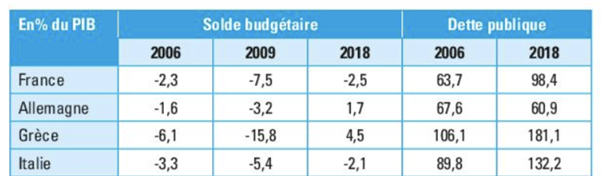 En% du PIB Solde budgétaire Dette publique
2006 2009 2018 2006 2018
France -2,3 -7,5 -2,5 63,7 98,4
Allemagne -1,6 -3,2 1,7 67,6 60,9
Grèce -6,1 -15,8 4,5 106,1 181,1
Italie -3,3 -5,4 -2,1 89,8 132,2